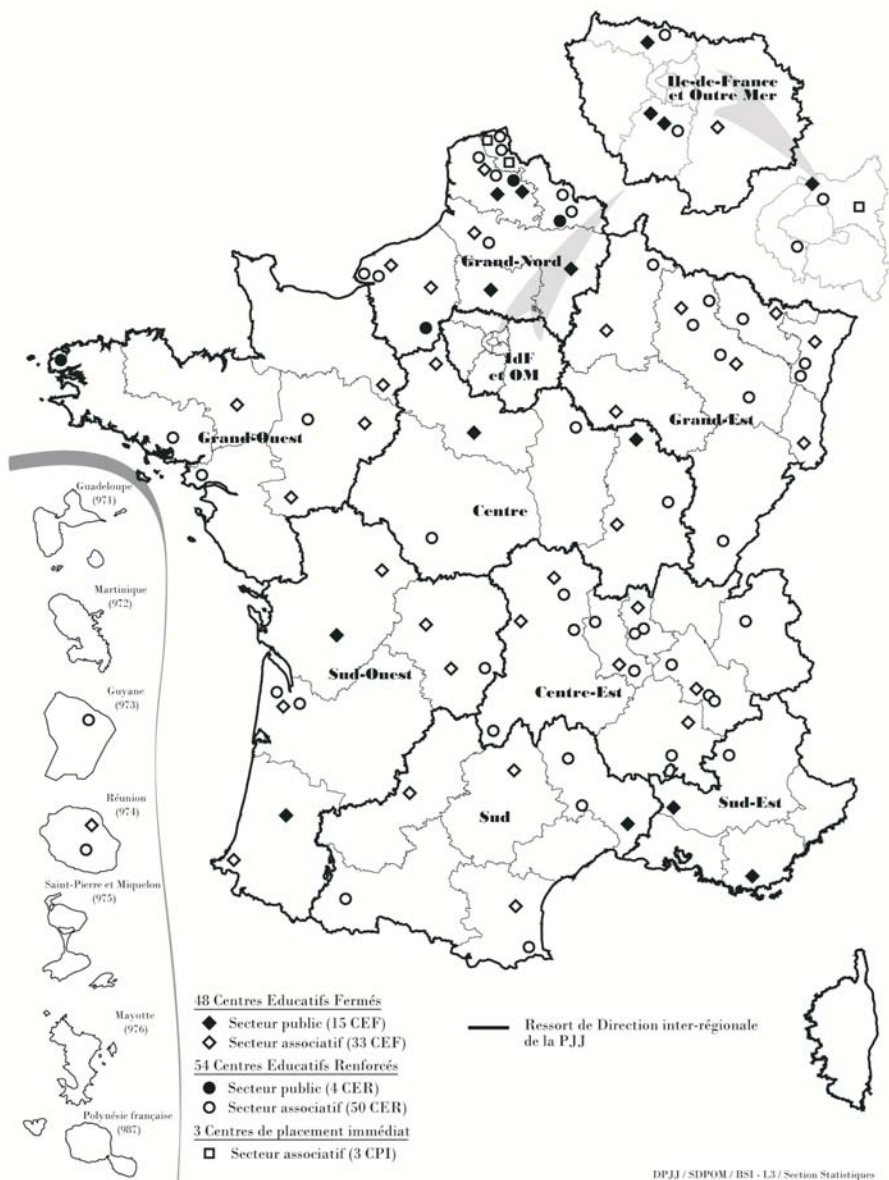 Ile-de-France
et Outre Mer
Grand-Nord
IdF
et OM
Grand-Est
Grand-Ouest
Centre
Sud-Ouest
Centre-Est
Sud
Sud-Est
Guadeloupe
(971)
Martinique
(972)
Guyane
(973)
Réunion
(974)
Saint-Pierre et Miquelon
(975)
Mayotte
(976)
Polynésie française
(987)
48 Centres Educatifs Fermés
Secteur public (15 CEF)
Secteur associatif (33 CEF)
54 Centres Educatifs Renforcés
Secteur public (4 CER)
Secteur associatif (50 CER)
3 Centres de placement immédiat
Secteur associatif (3 CPI)
Ressort de Direction inter-régionale
de la PJJ
DPJJ / SDPOM / BSI - L3 / Section Statistiques